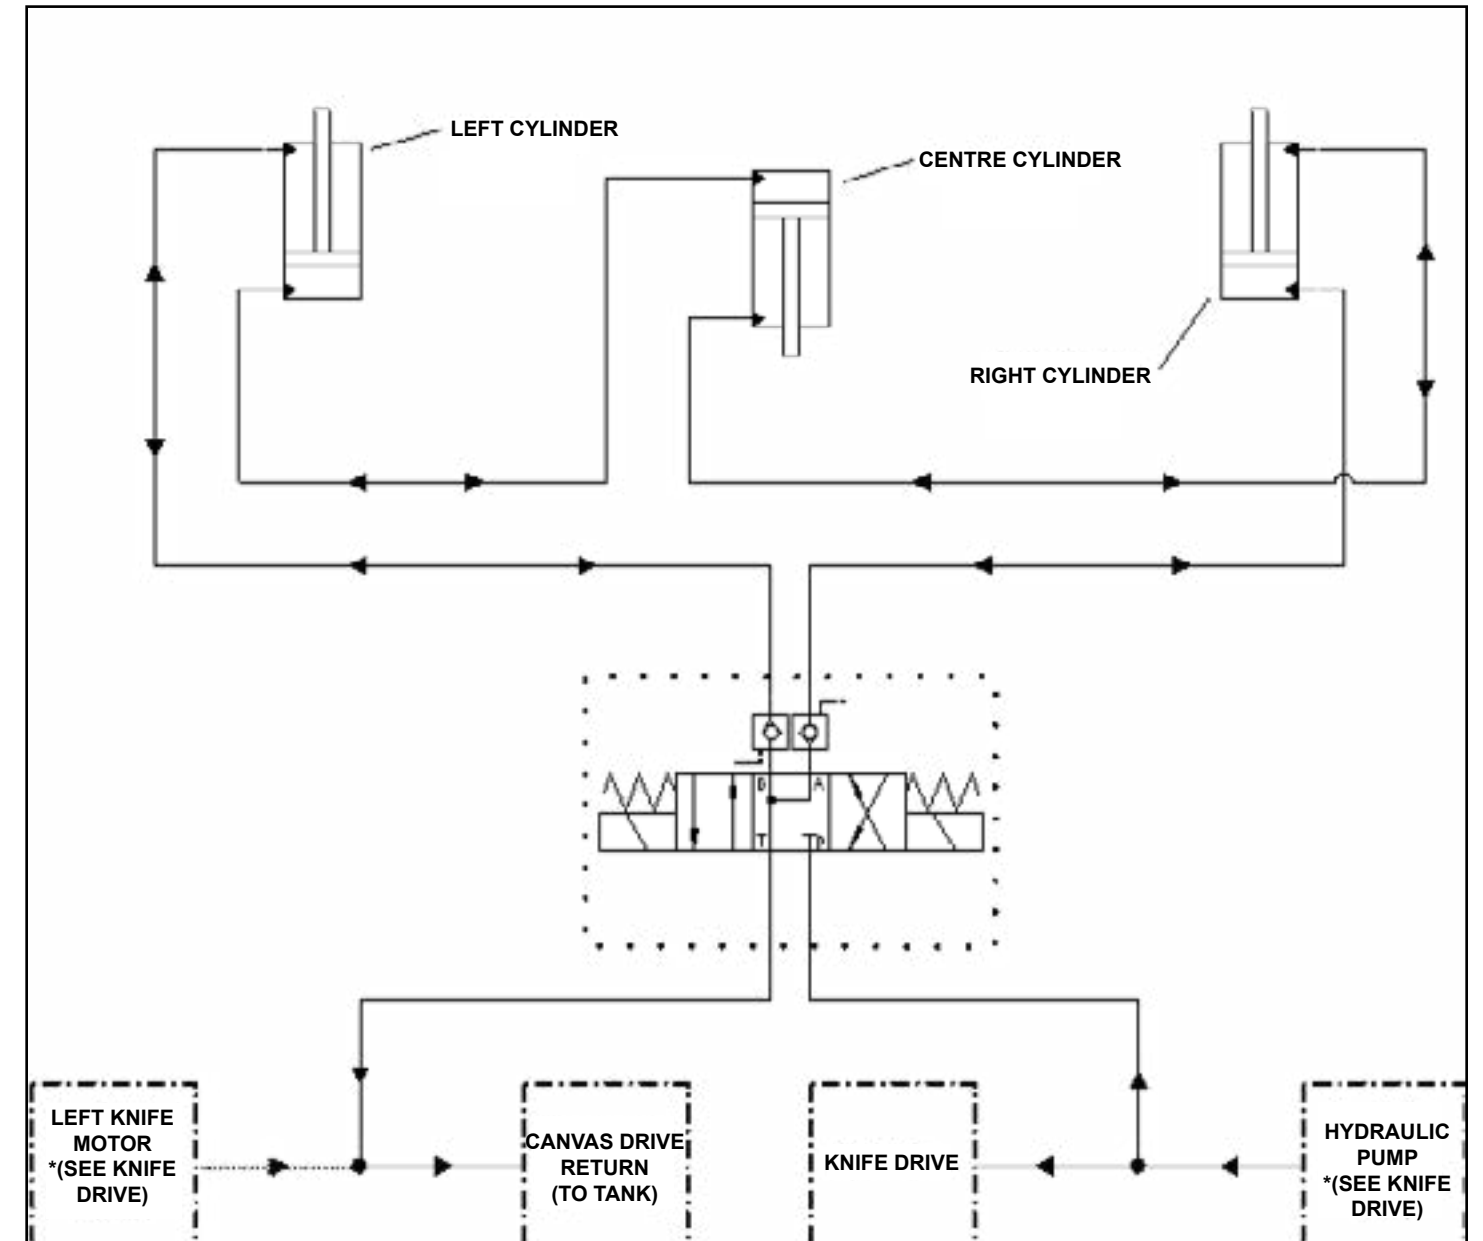 LEFT CYLINDER
CENTRE CYLINDER
RIGHT CYLINDER
B A
T P
LEFT KNIFE
MOTOR
*(SEE KNIFE
DRIVE)
CANVAS DRIVE
RETURN
(TO TANK)
KNIFE DRIVE
HYDRAULIC
PUMP
*(SEE KNIFE
DRIVE)